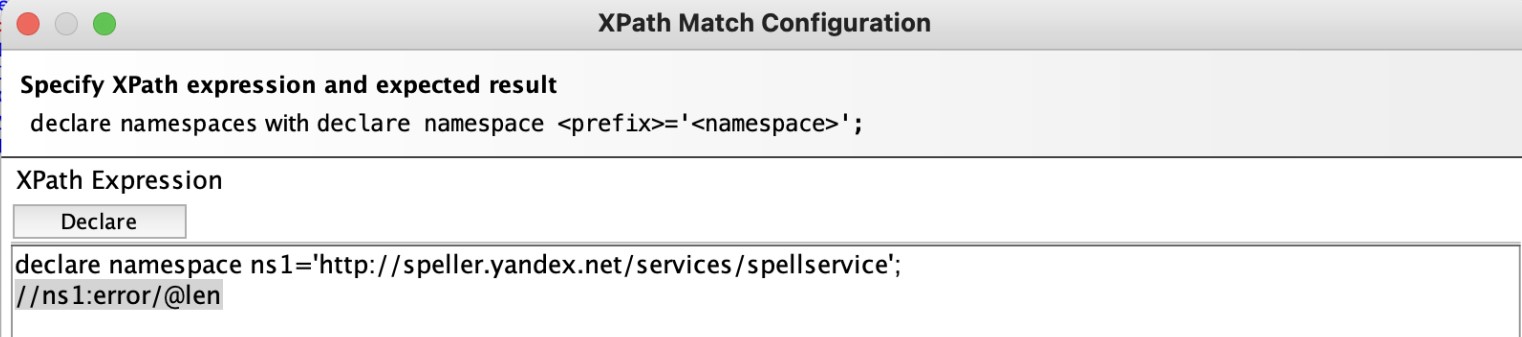 XPath Match Configuration
Specify XPath expression and expected result
declare namespaces with declare namespace <prefix>='<namespace>';
XPath Expression
Declare
declare namespace ns1='http://speller.yandex.net/services/spellservice';
//ns1:error/@len